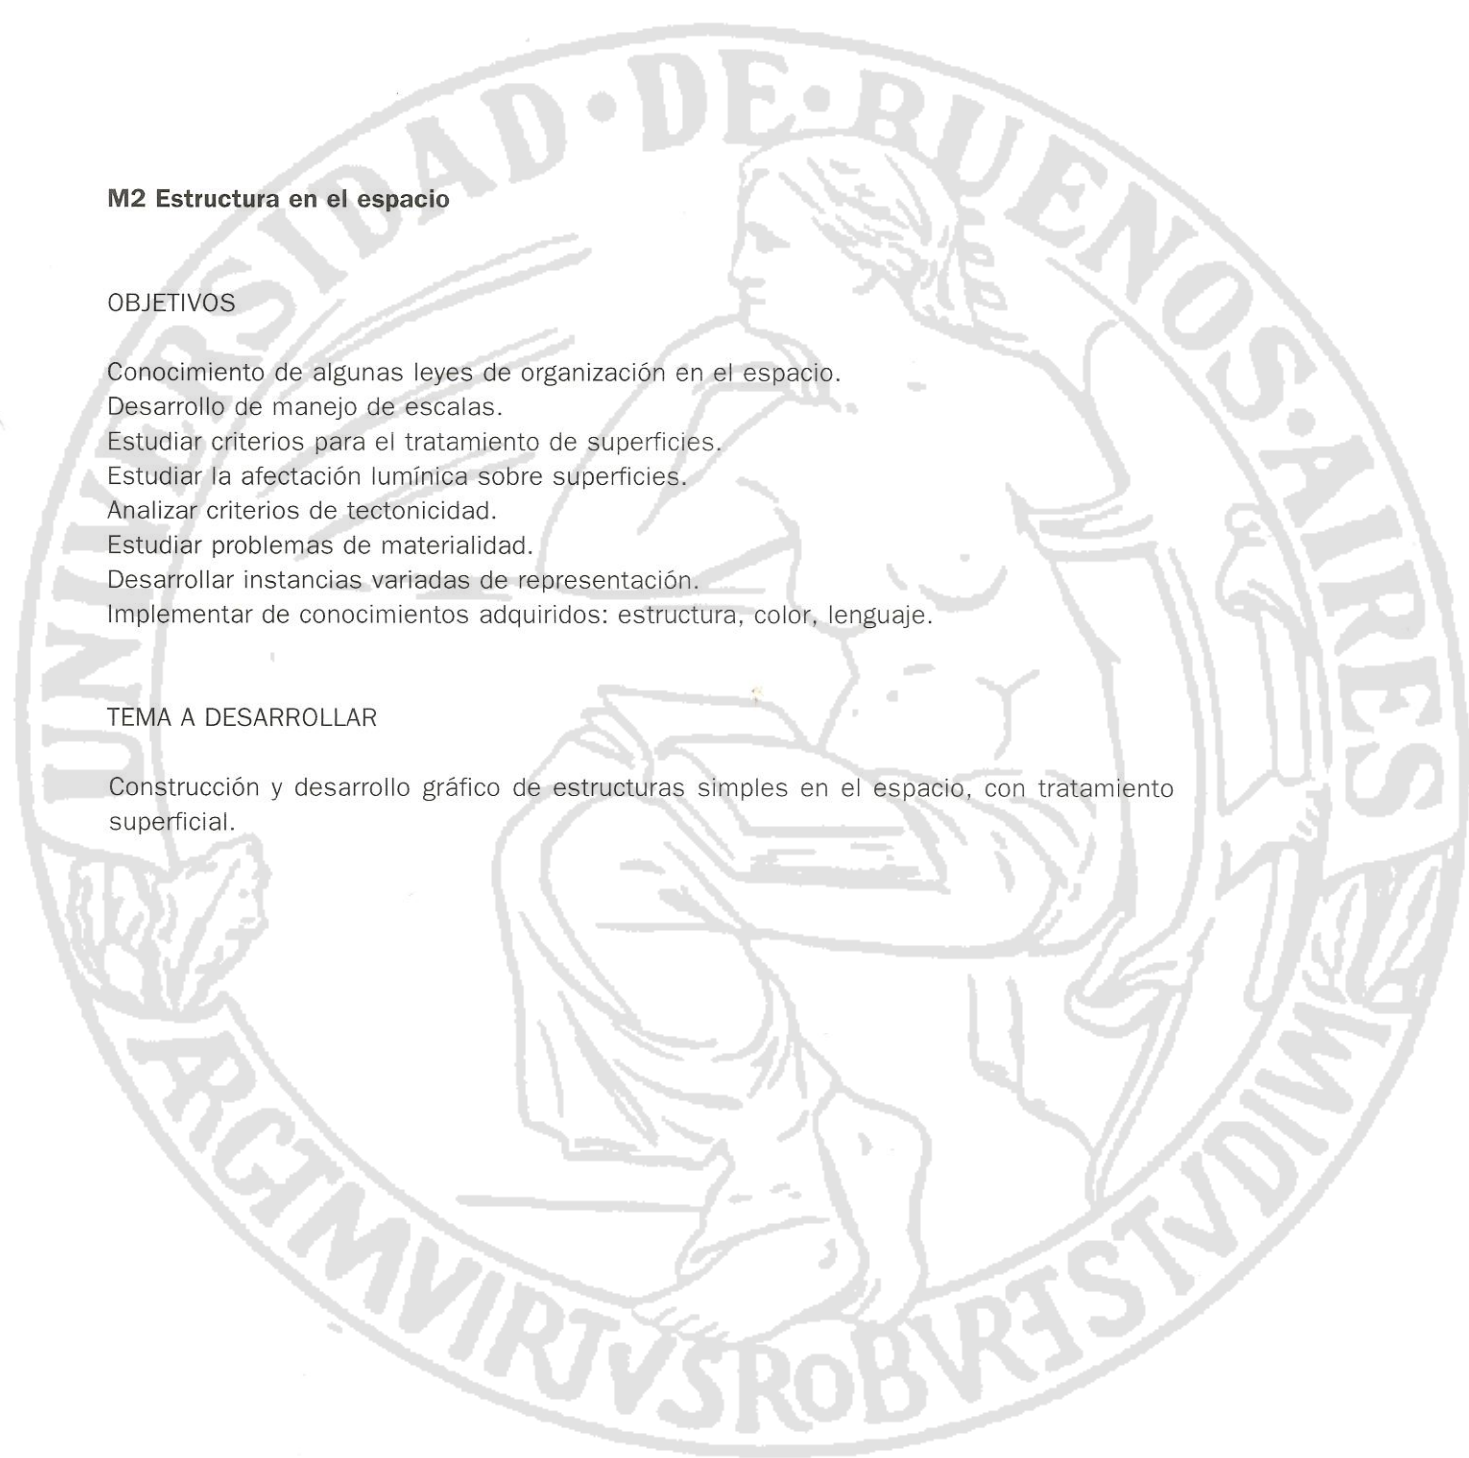 UNIVERSIDAD·DE·BUENOS·AIRES
M2 Estructura en el espacio
OBJETIVOS
Conocimiento de algunas leyes de organización en el espacio.
Desarrollo de manejo de escalas.
Estudiar criterios para el tratamiento de superficies.
Estudiar la afectación lumínica sobre superficies.
Analizar criterios de tectonicidad.
Estudiar problemas de materialidad.
Desarrollar instancias variadas de representación.
Implementar de conocimientos adquiridos: estructura, color, lenguaje.
TEMA A DESARROLLAR
Construcción y desarrollo gráfico de estructuras simples en el espacio, con tratamiento
superficial.
ARGTMVIRTVSROBVRETSTVDIVM